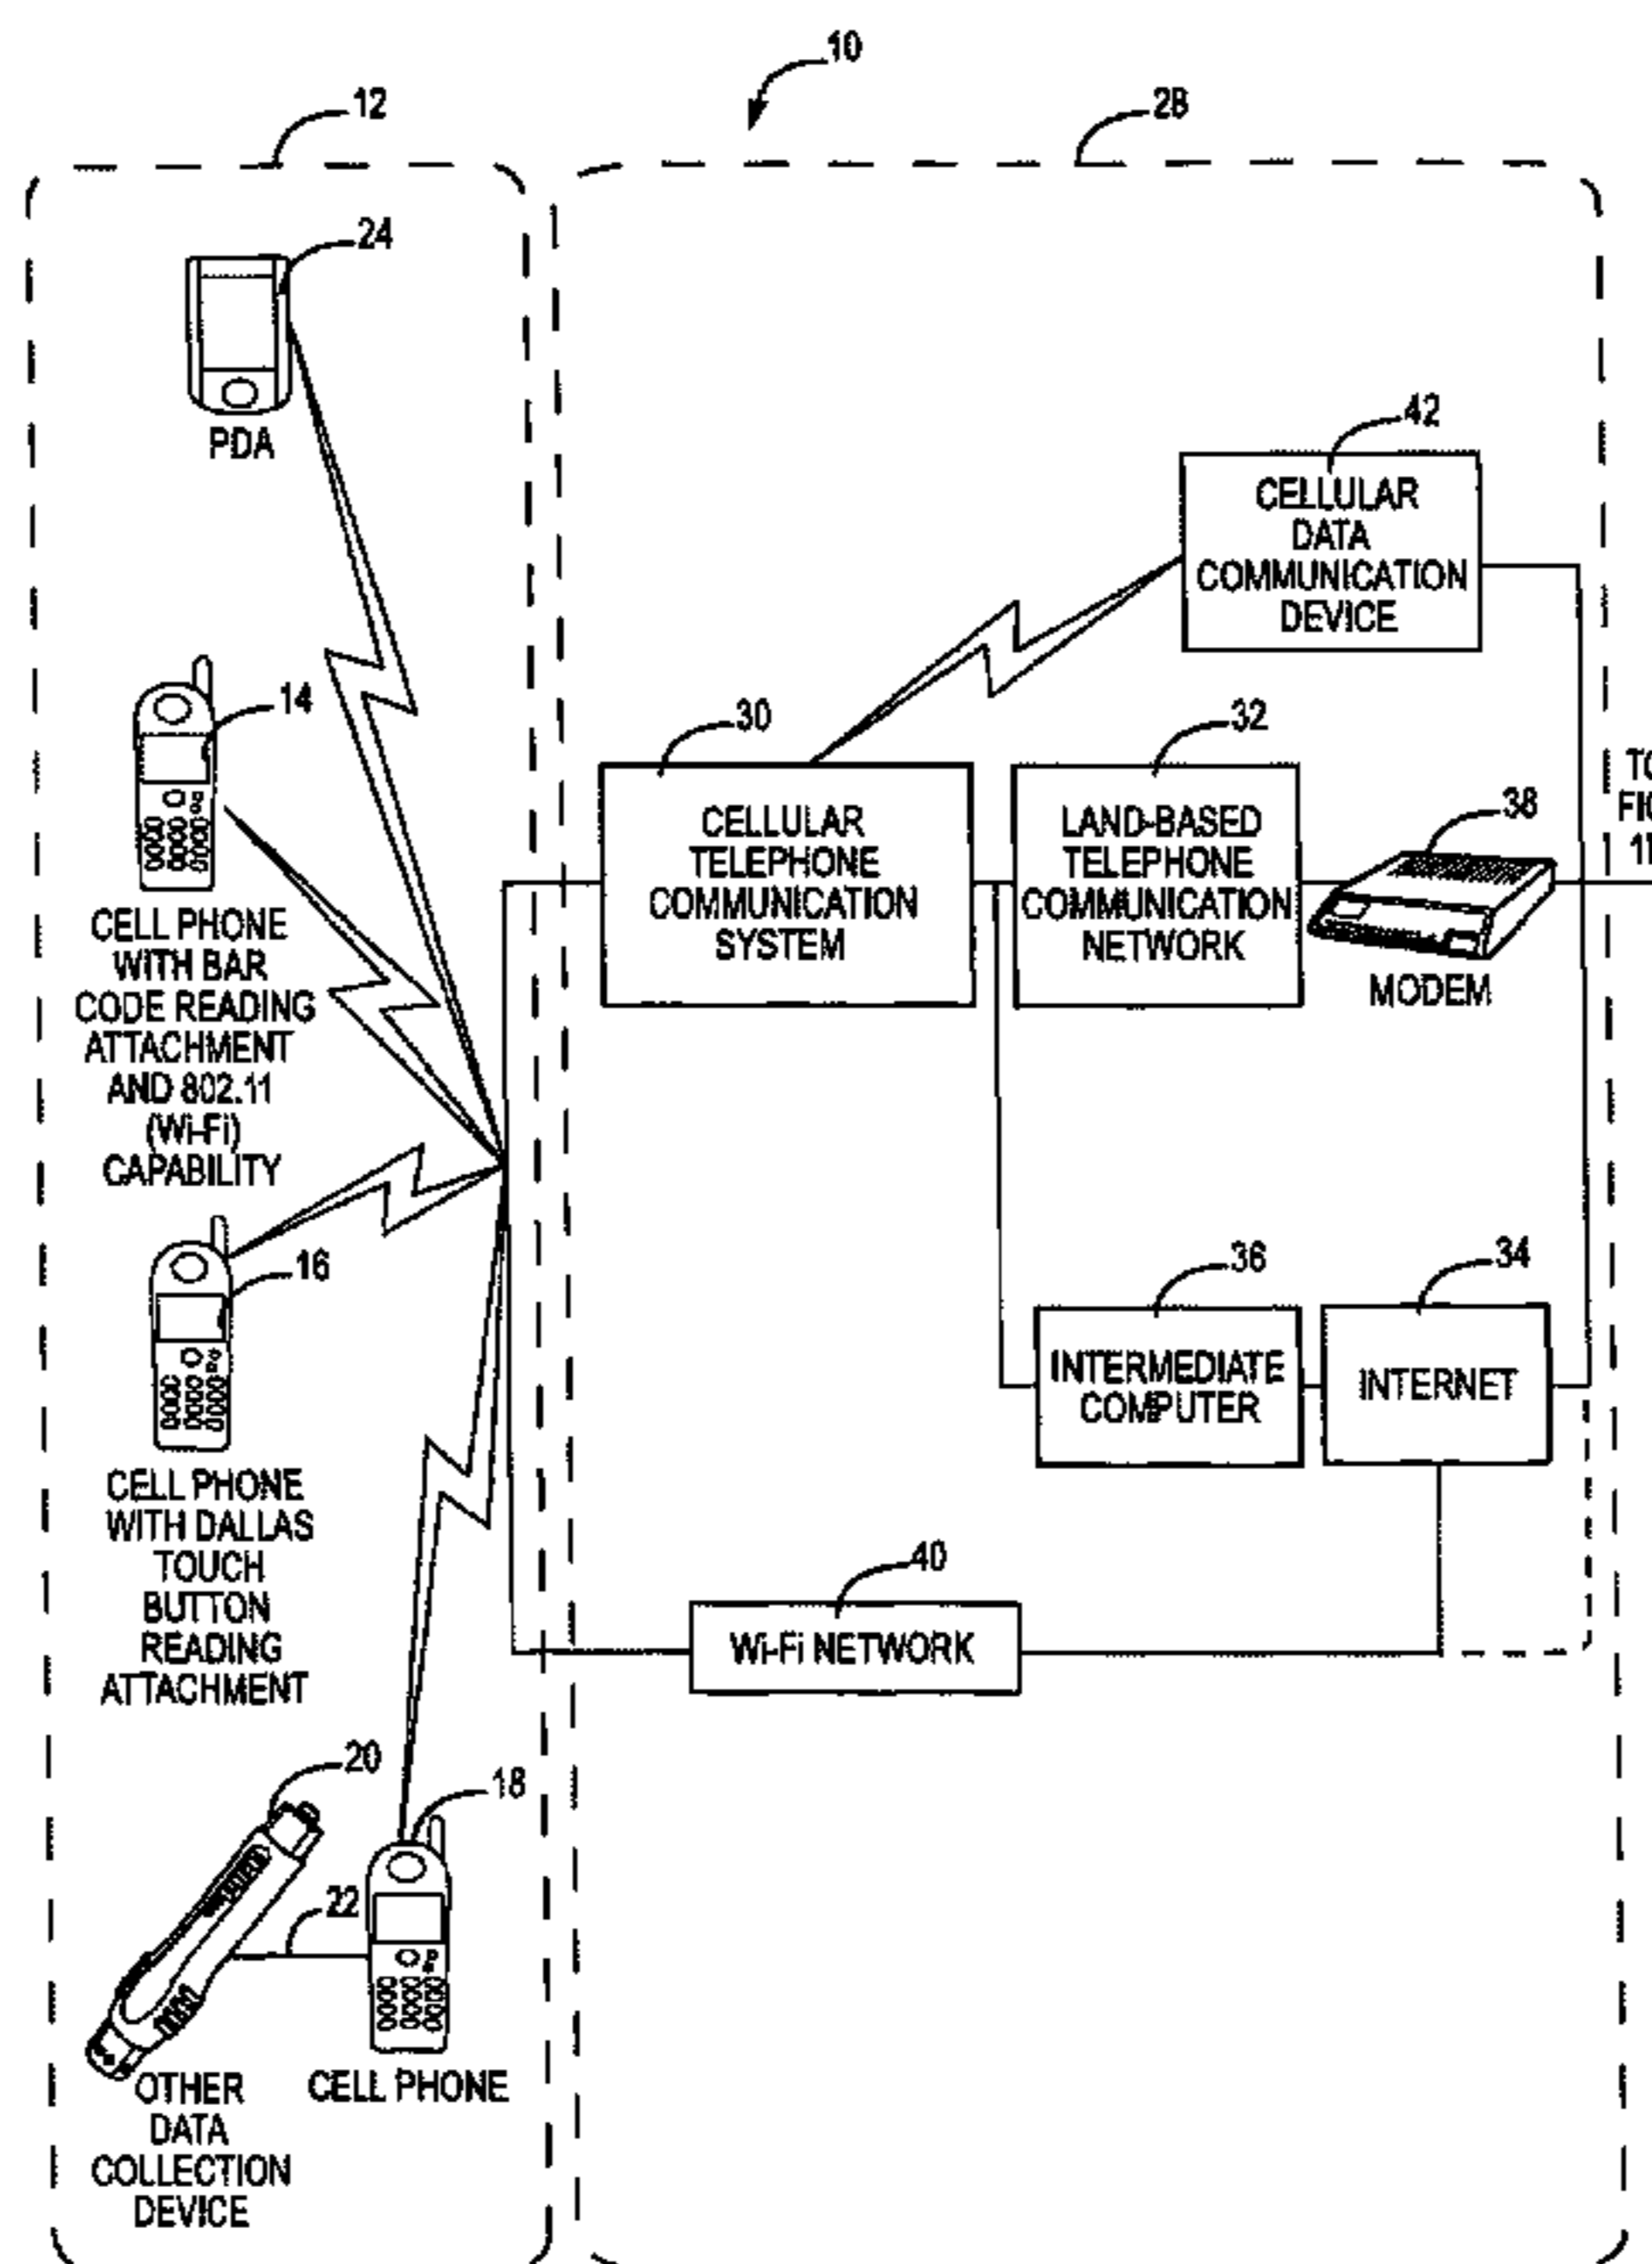 10
12
28
24
PDA
42
CELLULAR
DATA
COMMUNICATION
DEVICE
14
30
32
38
CELLULAR
TELEPHONE
COMMUNICATION
SYSTEM
LAND-BASED
TELEPHONE
COMMUNICATION
NETWORK
MODEM
CELL PHONE
WITH BAR
CODE READING
ATTACHMENT
AND 802.11
(Wi-Fi)
CAPABILITY
16
36
34
INTERMEDIATE
COMPUTER
INTERNET
CELL PHONE
WITH DALLAS
TOUCH
BUTTON
READING
ATTACHMENT
40
Wi-Fi NETWORK
20
18
22
OTHER
DATA
COLLECTION
DEVICE
CELL PHONE